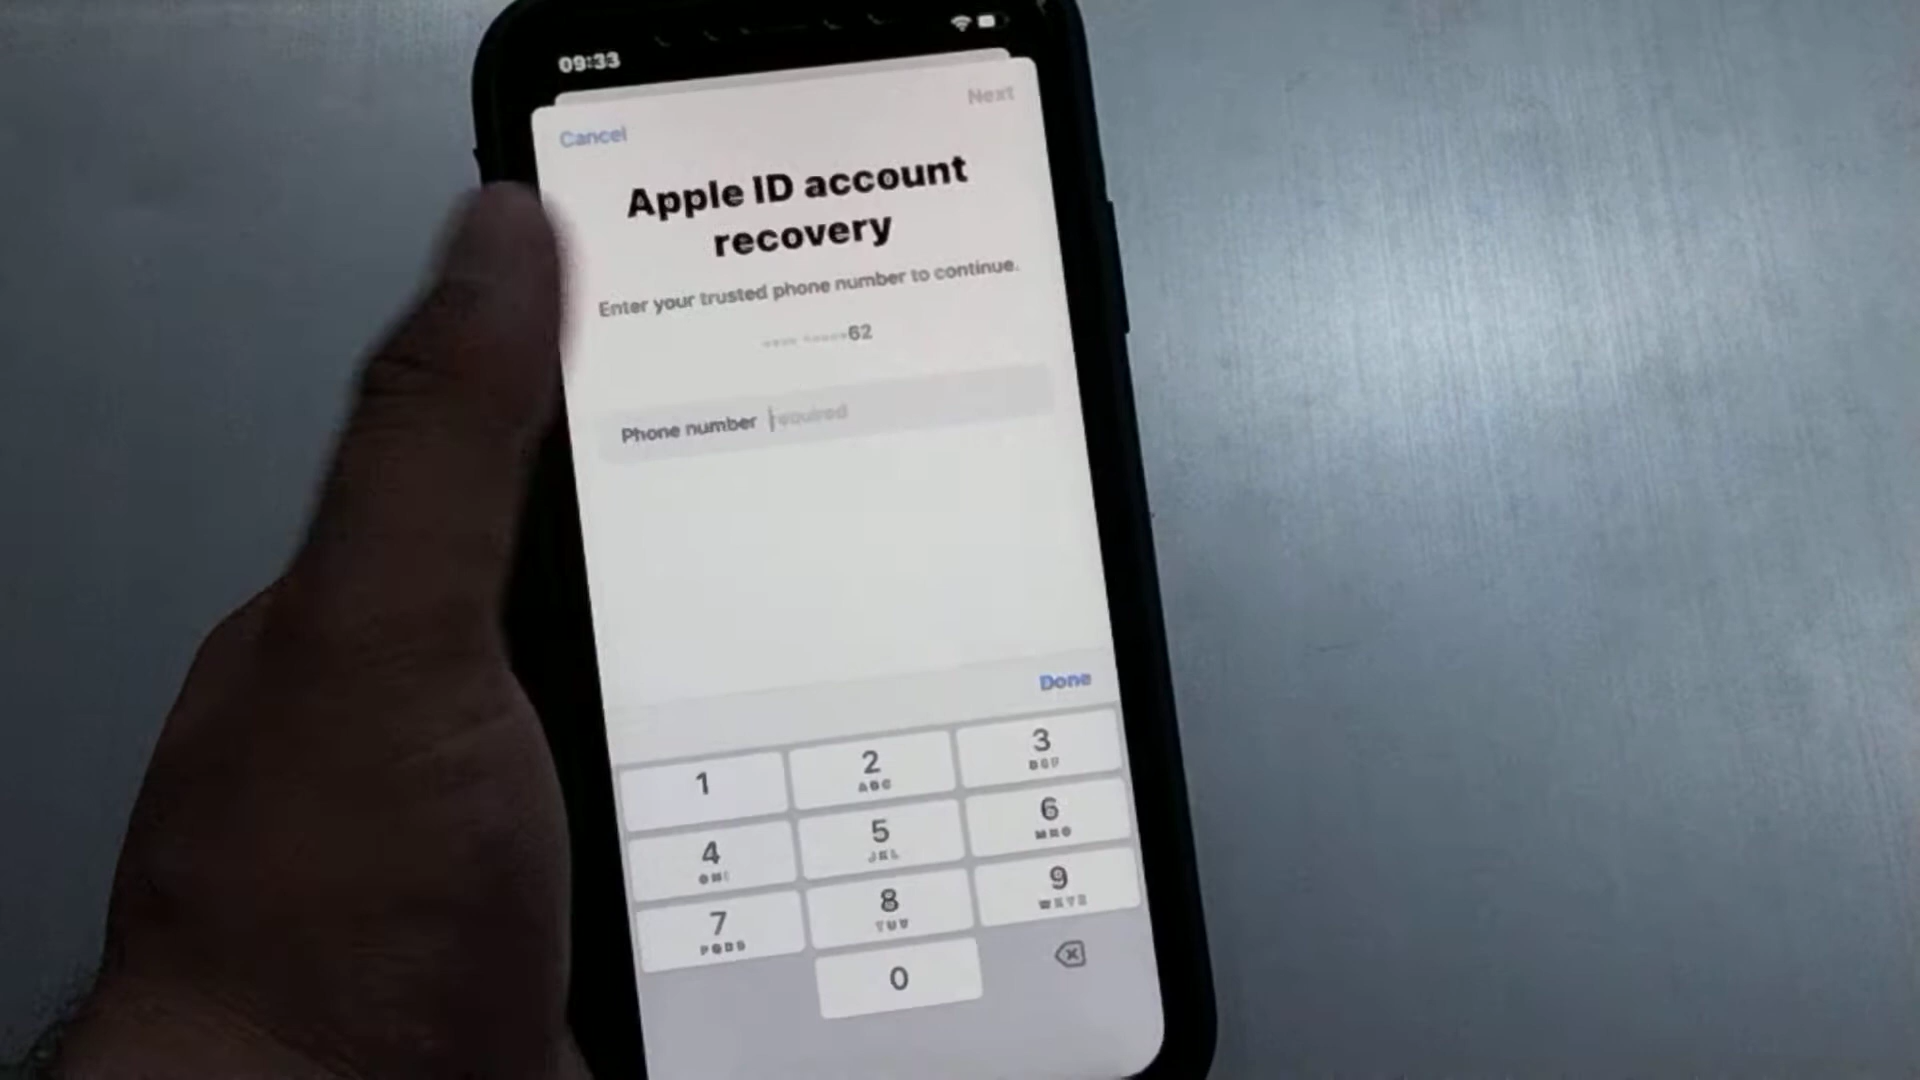 09:33
Cancel
Next
Apple ID account
recovery
Enter your trusted phone number to continue.
62
Phone number required
Done
1
2
ABC
3
DEF
4
5
JKL
6
MNO
7
PQRS
8
TUV
9
WXYZ
0